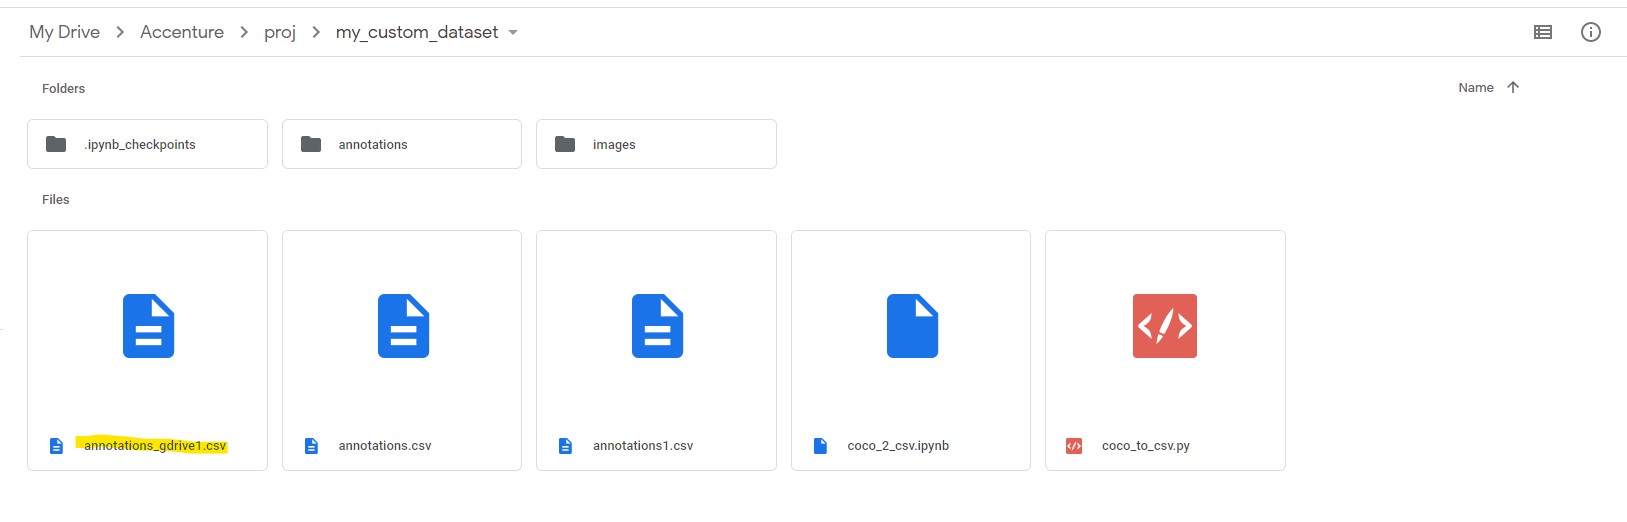 My Drive > Accenture > proj > my_custom_dataset
Folders
Name
.ipynb_checkpoints
annotations
images
Files
annotations_gdrive1.csv
annotations.csv
annotations1.csv
coco_2_csv.ipynb
coco_to_csv.py